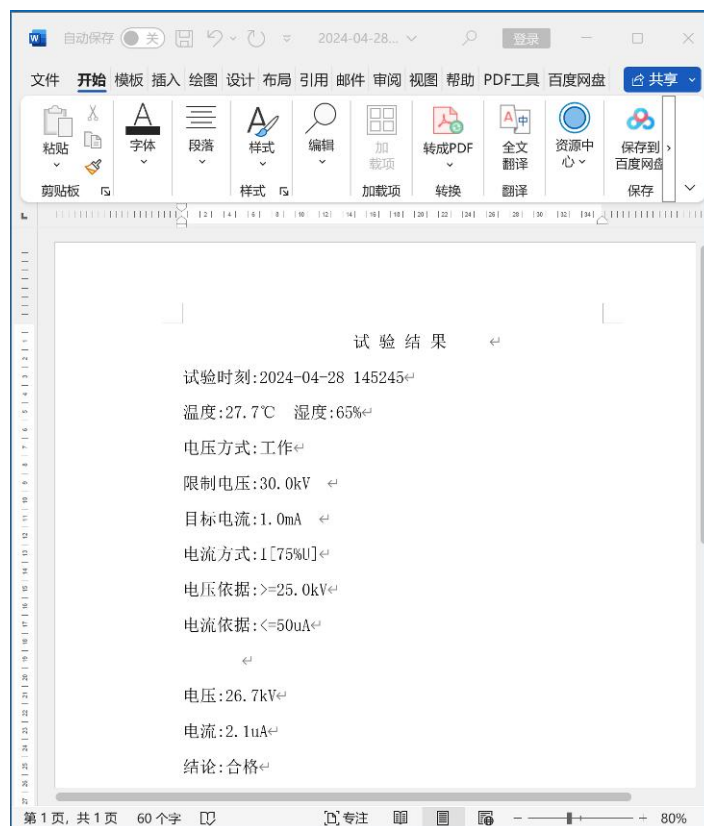 自动保存 关 2024-04-28... 登录
文件 开始 模板 插入 绘图 设计 布局 引用 邮件 审阅 视图 帮助 PDF工具 百度网盘 共享
粘贴 字体 段落 样式 编辑 加载项 转成PDF 全文翻译 资源中心 保存到百度网盘
剪贴板 样式 加载项 转换 翻译 保存
试 验 结 果
试验时刻:2024-04-28 145245
温度:27.7℃ 湿度:65%
电压方式:工作
限制电压:30.0kV
目标电流:1.0mA
电流方式:I[75%U]
电压依据:>=25.0kV
电流依据:<=50uA
电压:26.7kV
电流:2.1uA
结论:合格
第1页, 共1页 60个字 专注 80%